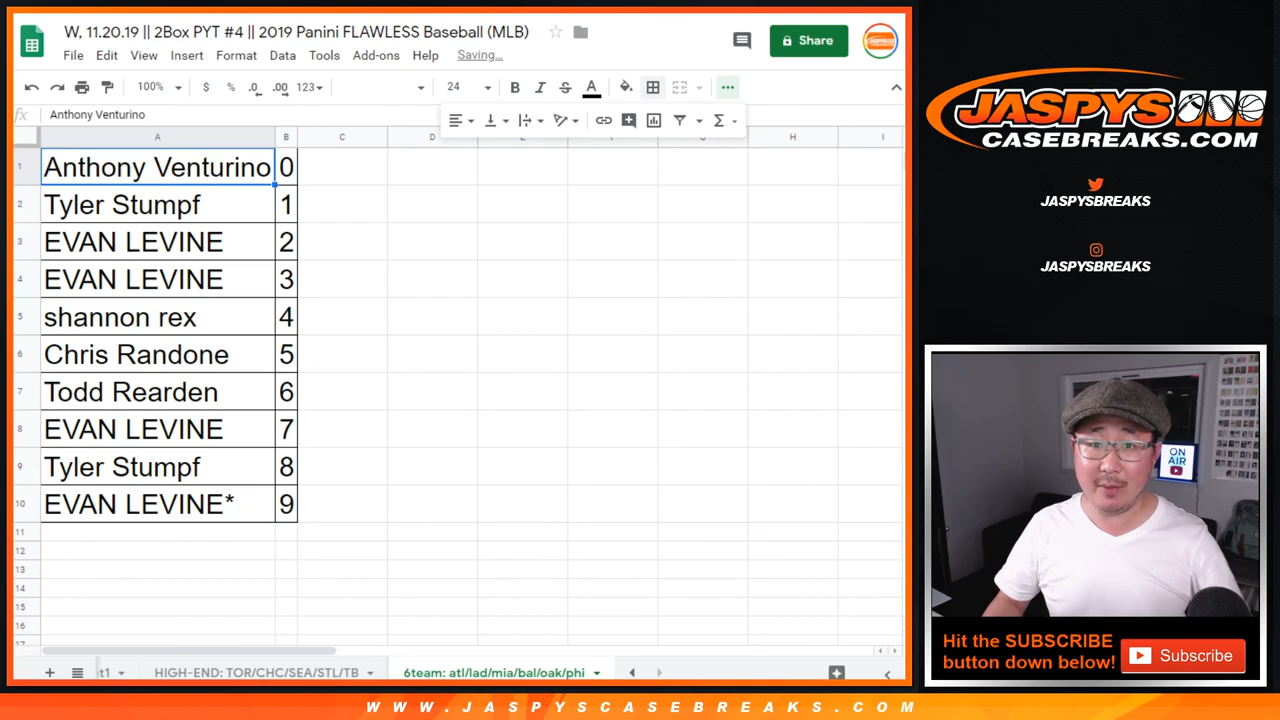 W, 11.20.19 || 2Box PYT #4 || 2019 Panini FLAWLESS Baseball (MLB)
File Edit View Insert Format Data Tools Add-ons Help Saving...
Share
100% $ % .0 .00 123 24 B I S A
fx Anthony Venturino
A B C D E F G H I
1 Anthony Venturino 0
2 Tyler Stumpf 1
3 EVAN LEVINE 2
4 EVAN LEVINE 3
5 shannon rex 4
6 Chris Randone 5
7 Todd Rearden 6
8 EVAN LEVINE 7
9 Tyler Stumpf 8
10 EVAN LEVINE* 9
11
12
13
14
15
16
17
t1 HIGH-END: TOR/CHC/SEA/STL/TB 6team: atl/lad/mia/bal/oak/phi
JASPYS
CASEBREAKS.COM
JASPYSBREAKS
JASPYSBREAKS
ON
AIR
Hit the SUBSCRIBE
button down below!
Subscribe
WWW.JASPYSCASEBREAKS.COM